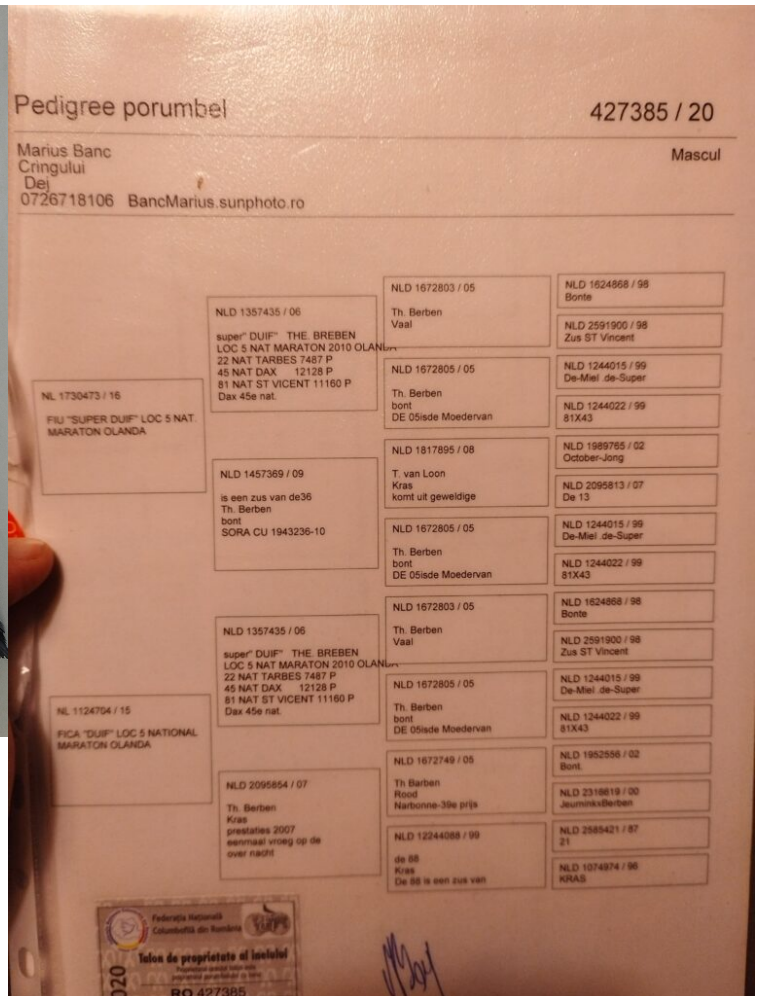 Pedigree porumbel
427385 / 20
Marius Banc
Mascul
Cringului
Dej
0726718106 BancMarius.sunphoto.ro
NL 1730473 / 16
FIU "SUPER DUIF" LOC 5 NAT.
MARATON OLANDA
NL 1124704 / 15
FICA "DUIF" LOC 5 NATIONAL
MARATON OLANDA
NLD 1357435 / 06
super" DUIF" THE. BREBEN
LOC 5 NAT MARATON 2010 OLANDA
22 NAT TARBES 7487 P
45 NAT DAX 12128 P
81 NAT ST VICENT 11160 P
Dax 45e nat.
NLD 1457369 / 09
is een zus van de36
Th. Berben
bont
SORA CU 1943236-10
NLD 1357435 / 06
super" DUIF" THE. BREBEN
LOC 5 NAT MARATON 2010 OLAN
22 NAT TARBES 7487 P
45 NAT DAX 12128 P
81 NAT ST VICENT 11160 P
Dax 45e nat.
NLD 2095854 / 07
Th. Berben
Kras
prestaties 2007
eenmaal vroeg op de
over nacht
NLD 1672803 / 05
Th. Berben
Vaal
NLD 1672805 / 05
Th. Berben
bont
DE 05isde Moedervan
NLD 1817895 / 08
T. van Loon
Kras
komt uit geweldige
NLD 1672805 / 05
Th. Berben
bont
DE 05isde Moedervan
NLD 1672803 / 05
Th. Berben
Vaal
NLD 1672805 / 05
Th. Berben
bont
DE 05isde Moedervan
NLD 1672749 / 05
Th Barben
Rood
Narbonne-39e prijs
NLD 12244088 / 99
de 88
Kras
De 88 is een zus van
NLD 1624868 / 98
Bonte
NLD 2591900 / 98
Zus ST Vincent
NLD 1244015 / 99
De-Miel .de-Super
NLD 1244022 / 99
81X43
NLD 1989765 / 02
October-Jong
NLD 2095813 / 07
De 13
NLD 1244015 / 99
De-Miel .de-Super
NLD 1244022 / 99
81X43
NLD 1624868 / 98
Bonte
NLD 2591900 / 98
Zus ST Vincent
NLD 1244015 / 99
De-Miel .de-Super
NLD 1244022 / 99
81X43
NLD 1952556 / 02
Bont.
NLD 2316619 / 00
JeuminkxBerben
NLD 2585421 / 87
21
NLD 1074974 / 96
KRAS
Federația Națională
Columbofilă din România
Talon de proprietate al inelului
RO 427385